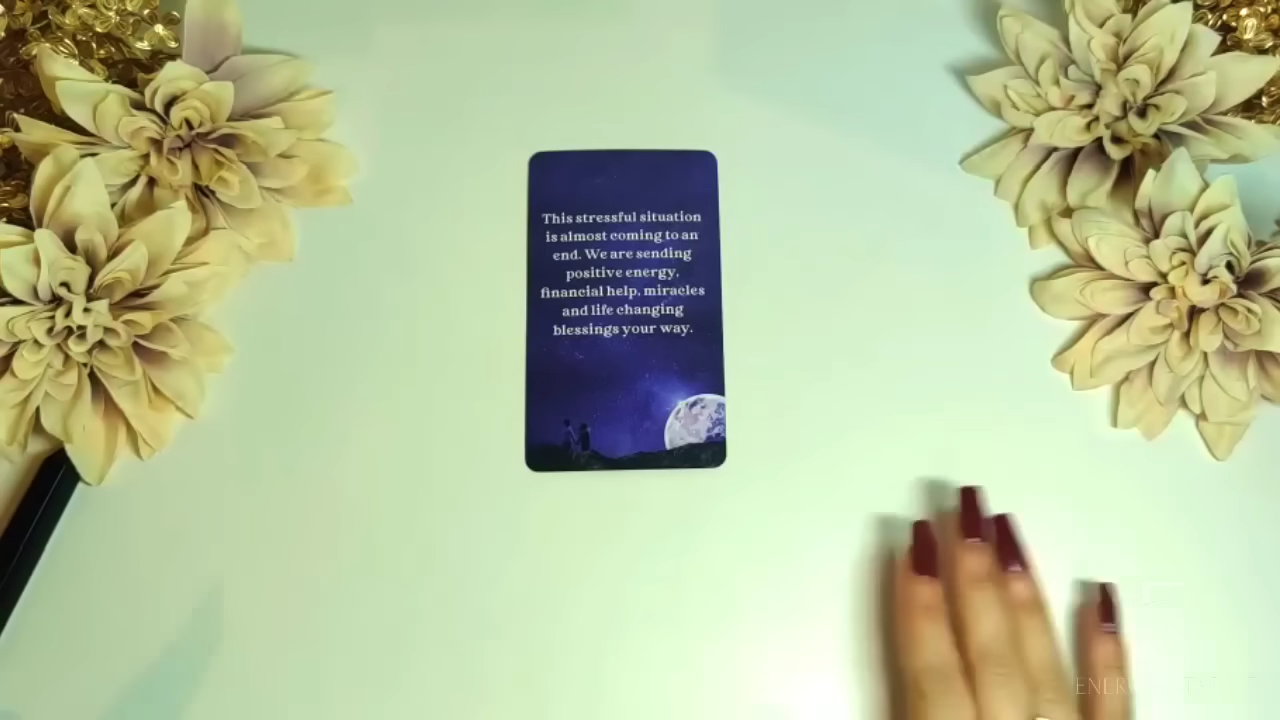 This stressful situation
is almost coming to an
end. We are sending
positive energy,
financial help, miracles
and life changing
blessings your way.